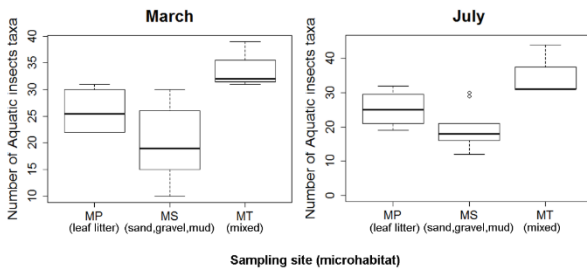 March
Number of Aquatic insects taxa
40
35
30
25
20
15
10
MP
(leaf litter)
MS
(sand,gravel,mud)
MT
(mixed)
July
Number of Aquatic insects taxa
40
30
20
10
0
MP
(leaf litter)
MS
(sand,gravel,mud)
MT
(mixed)
Sampling site (microhabitat)